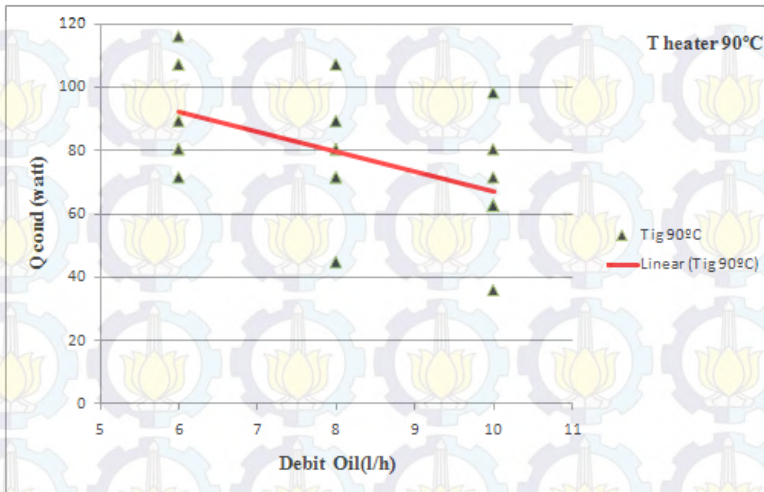 T heater 90°C
120
100
80
60
40
20
0
Q cond (watt)
5 6 7 8 9 10 11
Debit Oil(l/h)
Tig 90ºC
Linear (Tig 90ºC)